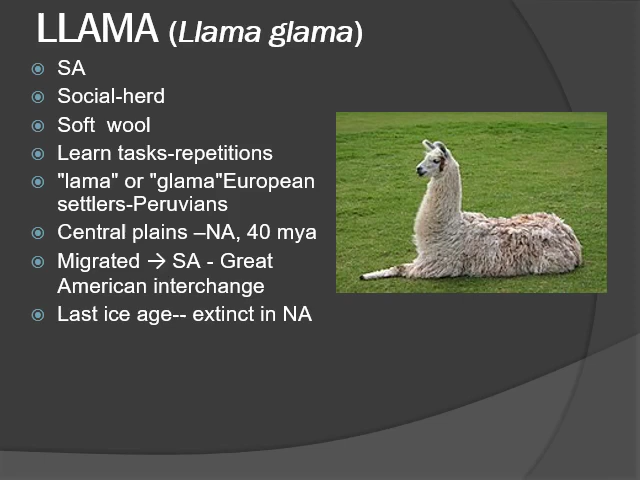 LLAMA (Llama glama)
SA
Social-herd
Soft  wool
Learn tasks-repetitions
"lama" or "glama"European
settlers-Peruvians
Central plains –NA, 40 mya
Migrated → SA - Great
American interchange
Last ice age-- extinct in NA